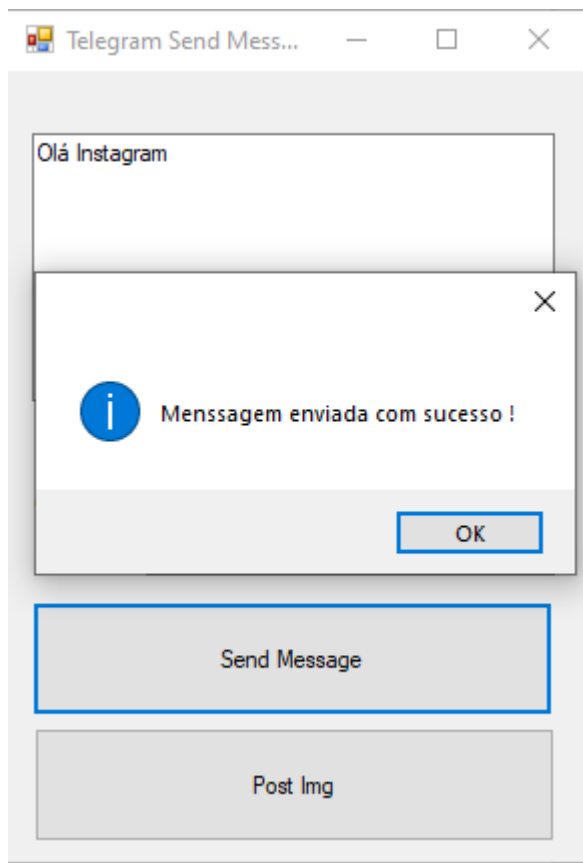 Telegram Send Mess...
Olá Instagram
Menssagem enviada com sucesso !
OK
Send Message
Post Img